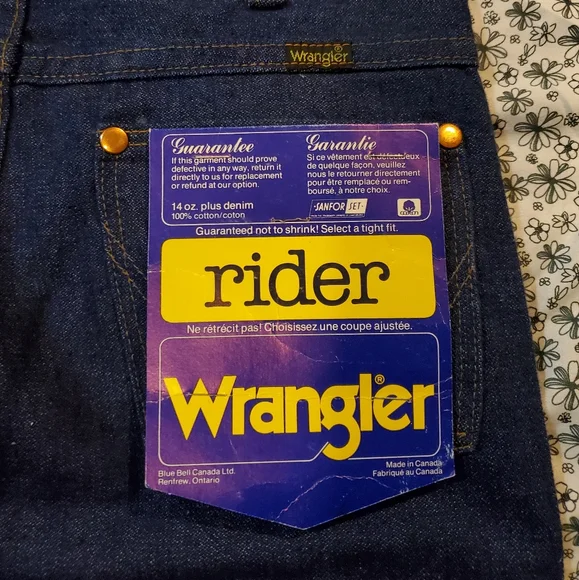 Wrangler®
Guarantee
If this garment should prove
defective in any way, return it
directly to us for replacement
or refund at our option.
14 oz. plus denim
100% cotton/coton
Garantie
Si ce vêtement est défectueux
de quelque façon, veuillez
nous le retourner directement
pour être remplacé ou rem-
boursé, à notre choix.
SANFOR SET
Guaranteed not to shrink! Select a tight fit.
rider
Ne rétrécit pas! Choisissez une coupe ajustée.
Wrangler®
Blue Bell Canada Ltd.
Renfrew, Ontario
Made in Canada
Fabriqué au Canada